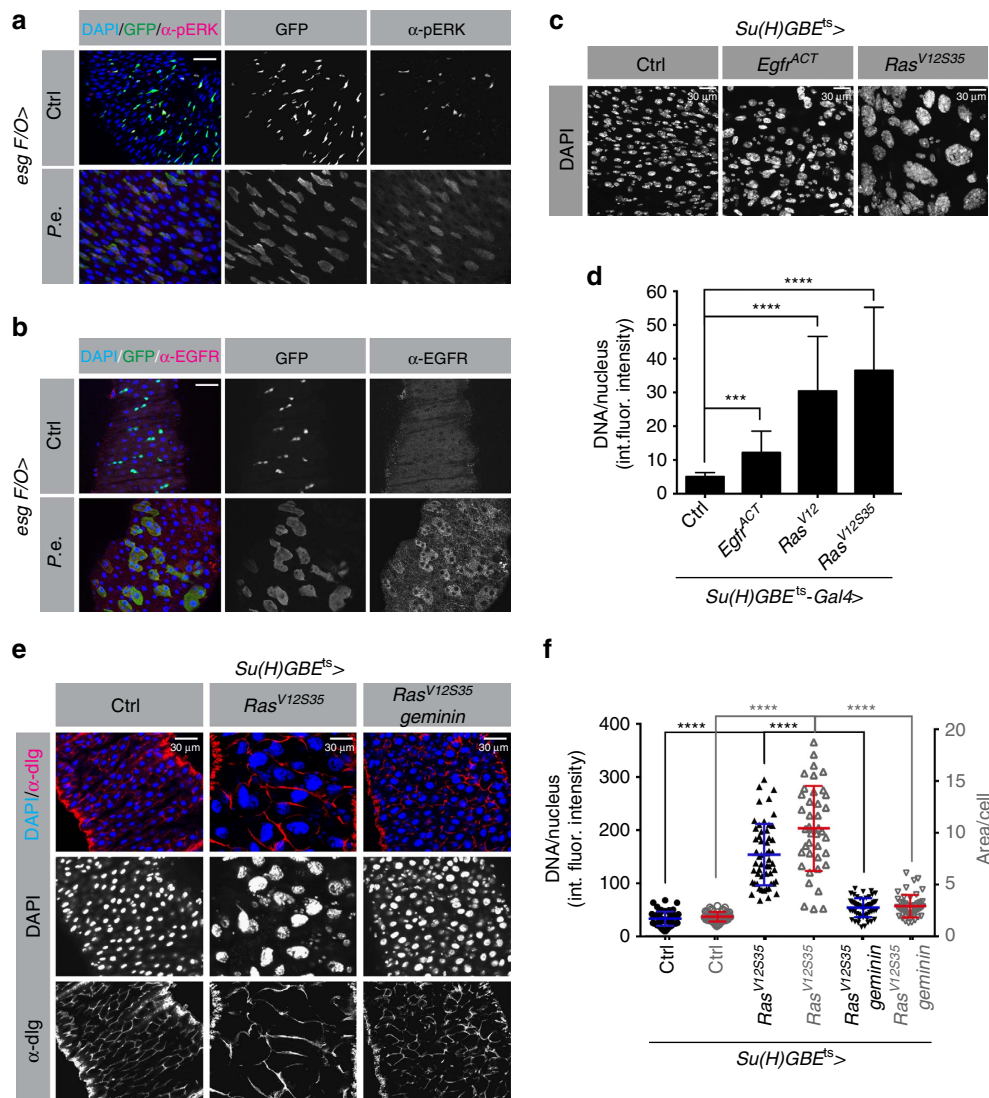 a
DAPI/GFP/α-pERK
GFP
α-pERK
esg F/O>
Ctrl
P.e.
b
DAPI/GFP/α-EGFR
GFP
α-EGFR
esg F/O>
Ctrl
P.e.
c
Su(H)GBE^ts>
Ctrl
Egfr^ACT
Ras^V12S35
DAPI
30 µm
30 µm
30 µm
d
DNA/nucleus
(int.fluor. intensity)
60
50
40
30
20
10
0
****
****
***
Ctrl
Egfr^ACT
Ras^V12
Ras^V12S35
Su(H)GBE^ts-Gal4>
e
Su(H)GBE^ts>
Ctrl
Ras^V12S35
Ras^V12S35
geminin
DAPI/α-dlg
30 µm
30 µm
30 µm
DAPI
α-dlg
f
DNA/nucleus
(int. fluor intensity)
400
300
200
100
0
****
****
****
****
20
15
10
5
0
Area/cell
Ctrl
Ctrl
Ras^V12S35
Ras^V12S35
Ras^V12S35
geminin
Ras^V12S35
geminin
Su(H)GBE^ts>